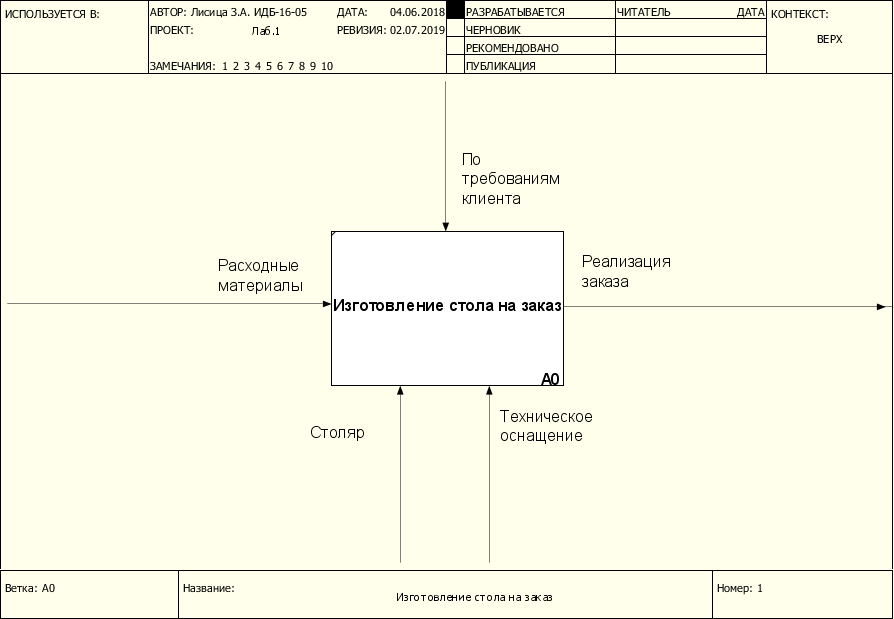 ИСПОЛЬЗУЕТСЯ В:
АВТОР: Лисица З.А. ИДБ-16-05
ДАТА: 04.06.2018
ПРОЕКТ: Лаб.1
РЕВИЗИЯ: 02.07.2019
ЗАМЕЧАНИЯ: 1 2 3 4 5 6 7 8 9 10
РАЗРАБАТЫВАЕТСЯ
ЧЕРНОВИК
РЕКОМЕНДОВАНО
ПУБЛИКАЦИЯ
ЧИТАТЕЛЬ ДАТА
КОНТЕКСТ:
ВЕРХ
По
требованиям
клиента
Расходные
материалы
Изготовление стола на заказ
A0
Реализация
заказа
Столяр
Техническое
оснащение
Ветка: A0
Название:
Изготовление стола на заказ
Номер: 1